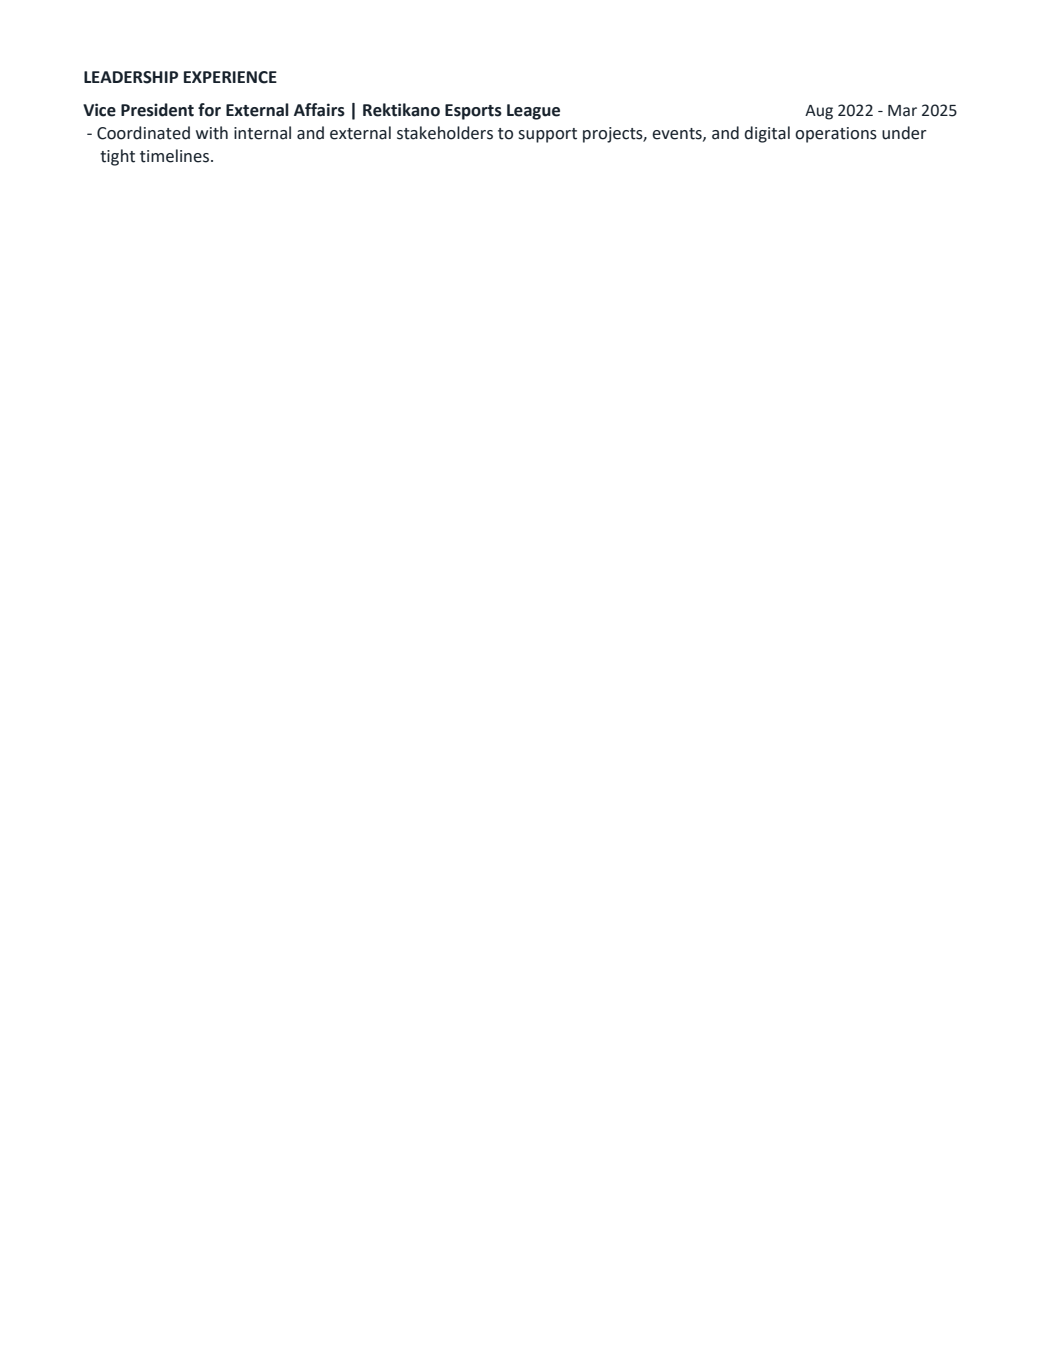 LEADERSHIP EXPERIENCE
Vice President for External Affairs | Rektikano Esports League Aug 2022 - Mar 2025
- Coordinated with internal and external stakeholders to support projects, events, and digital operations under
tight timelines.